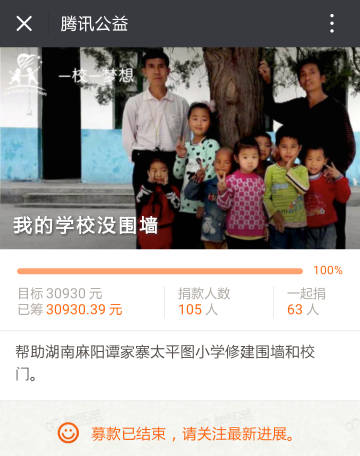 腾讯公益
一校一梦想
我的学校没围墙
100%
目标 30930 元
捐款人数
一起捐
已筹 30930.39 元
105 人
63 人
帮助湖南麻阳谭家寨太平图小学修建围墙和校
门。
募款已结束，请关注最新进展。